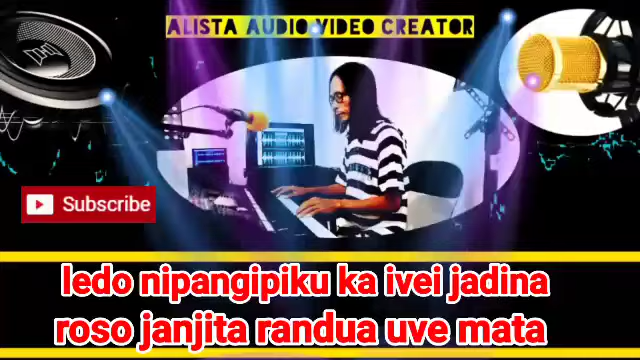 ALISTA AUDIO VIDEO CREATOR
Subscribe
ledo nipangipiku ka ivei jadina
roso janjita randua uve mata